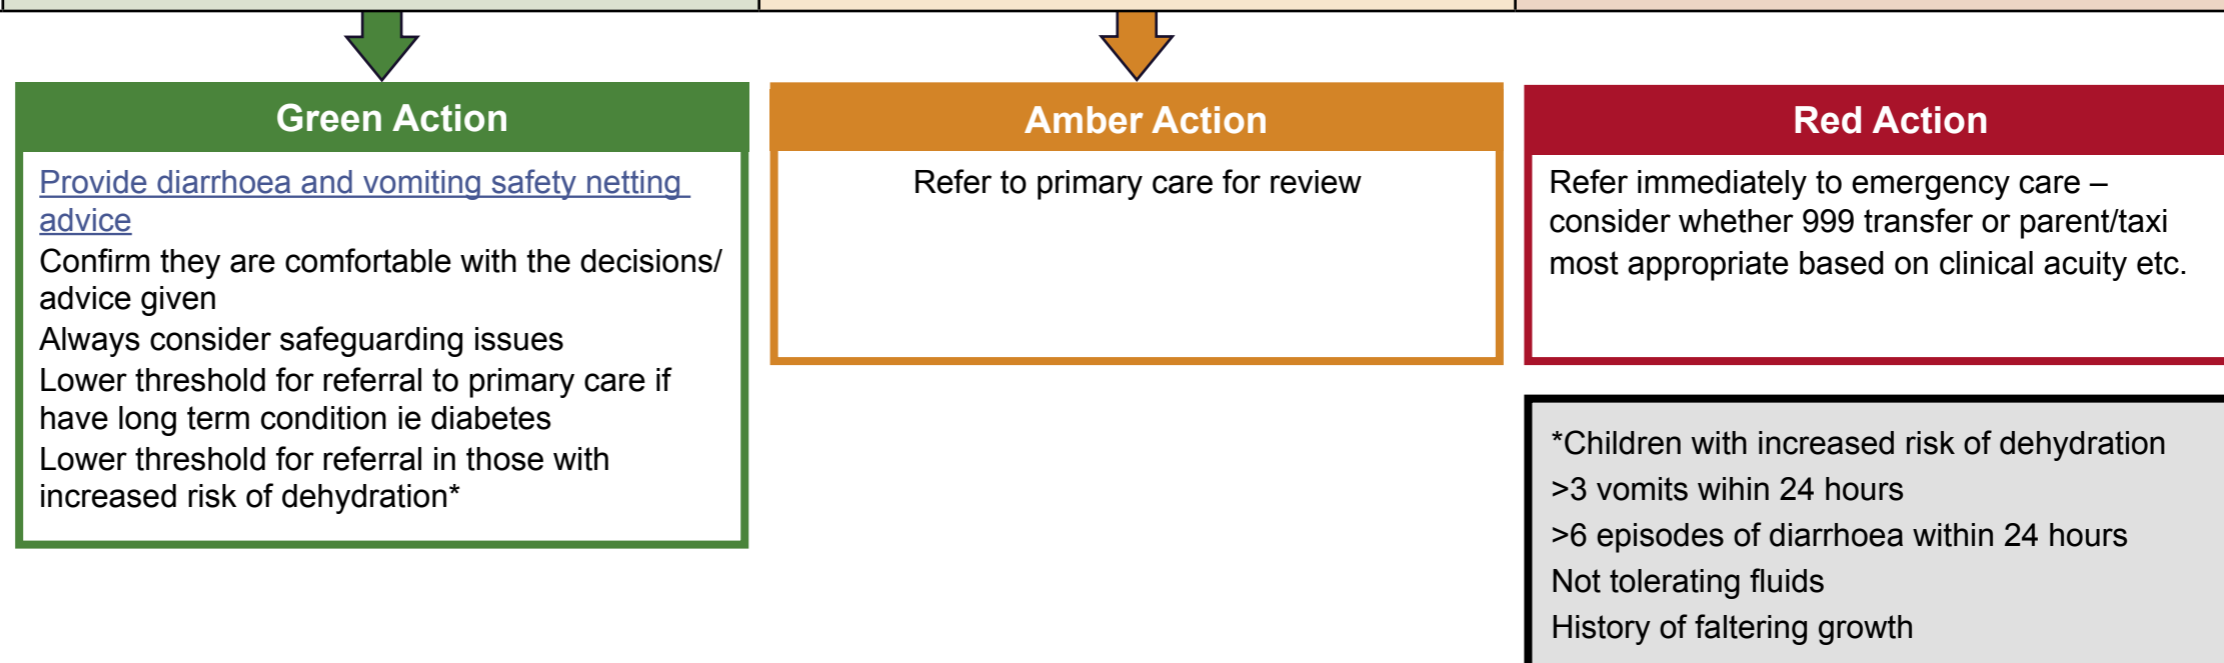 Green Action
Provide diarrhoea and vomiting safety netting
advice
Confirm they are comfortable with the decisions/
advice given
Always consider safeguarding issues
Lower threshold for referral to primary care if
have long term condition ie diabetes
Lower threshold for referral in those with
increased risk of dehydration*
Amber Action
Refer to primary care for review
Red Action
Refer immediately to emergency care –
consider whether 999 transfer or parent/taxi
most appropriate based on clinical acuity etc.
*Children with increased risk of dehydration
>3 vomits wihin 24 hours
>6 episodes of diarrhoea within 24 hours
Not tolerating fluids
History of faltering growth